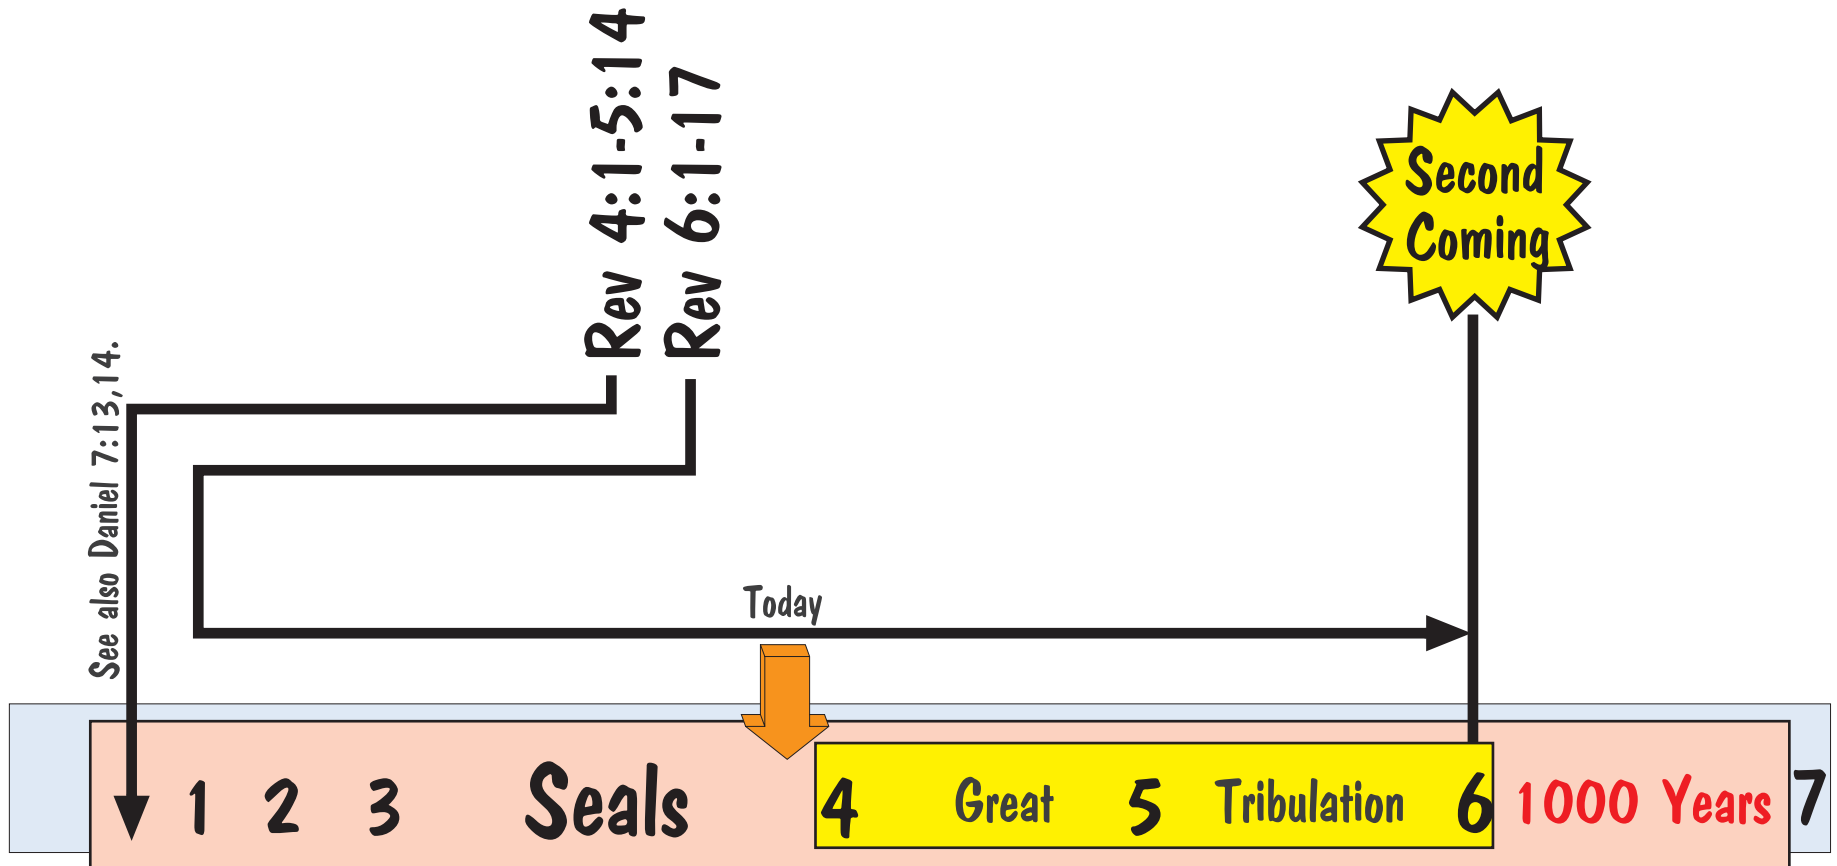 Rev 4:1-5:14
Rev 6:1-17
Second
Coming
See also Daniel 7:13,14.
Today
1 2 3 Seals 4 Great 5 Tribulation 6 1000 Years 7